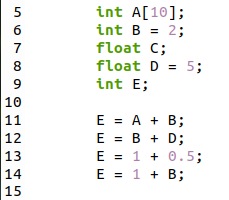 5 int A[10];
6 int B = 2;
7 float C;
8 float D = 5;
9 int E;
10
11 E = A + B;
12 E = B + D;
13 E = 1 + 0.5;
14 E = 1 + B;
15